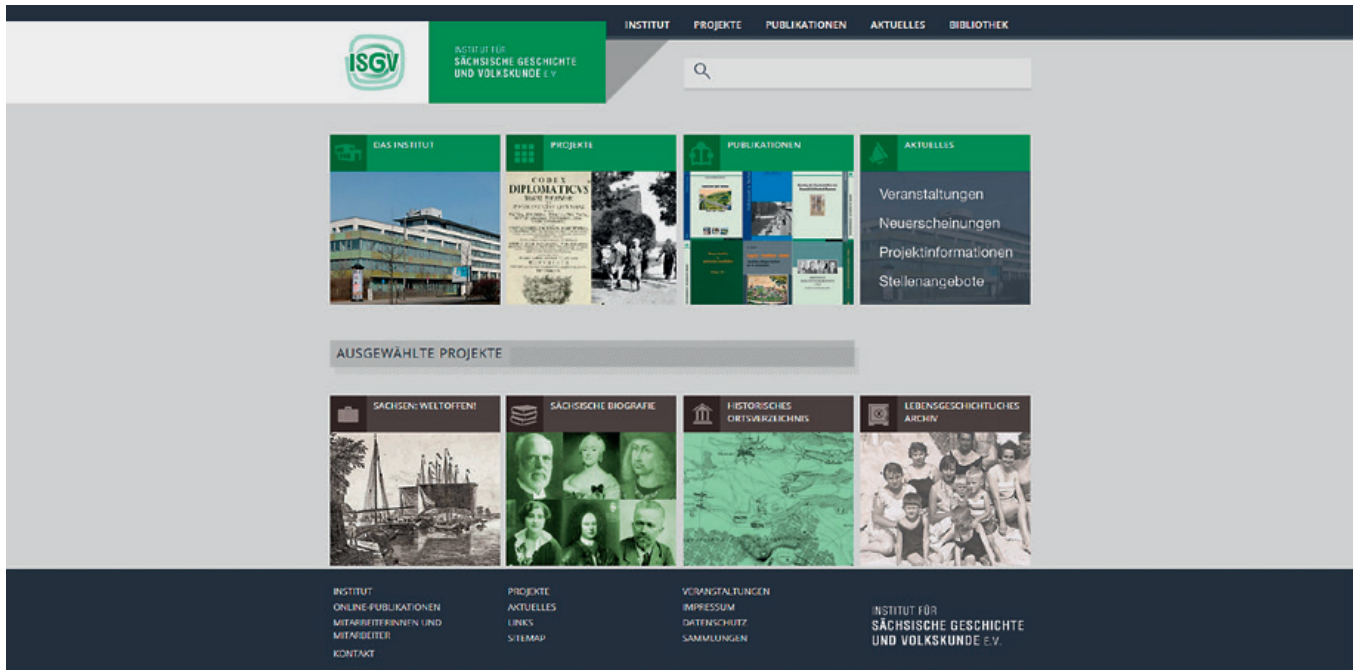 INSTITUT PROJEKTE PUBLIKATIONEN AKTUELLES BIBLIOTHEK
ISGV
INSTITUT FÜR
SÄCHSISCHE GESCHICHTE
UND VOLKSKUNDE E.V.
DAS INSTITUT
PROJEKTE
PUBLIKATIONEN
AKTUELLES
CODEX
DIPLOMATICVS
Veranstaltungen
Neuerscheinungen
Projektinformationen
Stellenangebote
AUSGEWÄHLTE PROJEKTE
SACHSEN: WELTOFFEN!
SÄCHSISCHE BIOGRAFIE
HISTORISCHES
ORTSVERZEICHNIS
LEBENSGESCHICHTLICHES
ARCHIV
INSTITUT
ONLINE-PUBLIKATIONEN
MITARBEITERINNEN UND
MITARBEITER
KONTAKT
PROJEKTE
AKTUELLES
LINKS
SITEMAP
VERANSTALTUNGEN
IMPRESSUM
DATENSCHUTZ
SAMMLUNGEN
INSTITUT FÜR
SÄCHSISCHE GESCHICHTE
UND VOLKSKUNDE E.V.